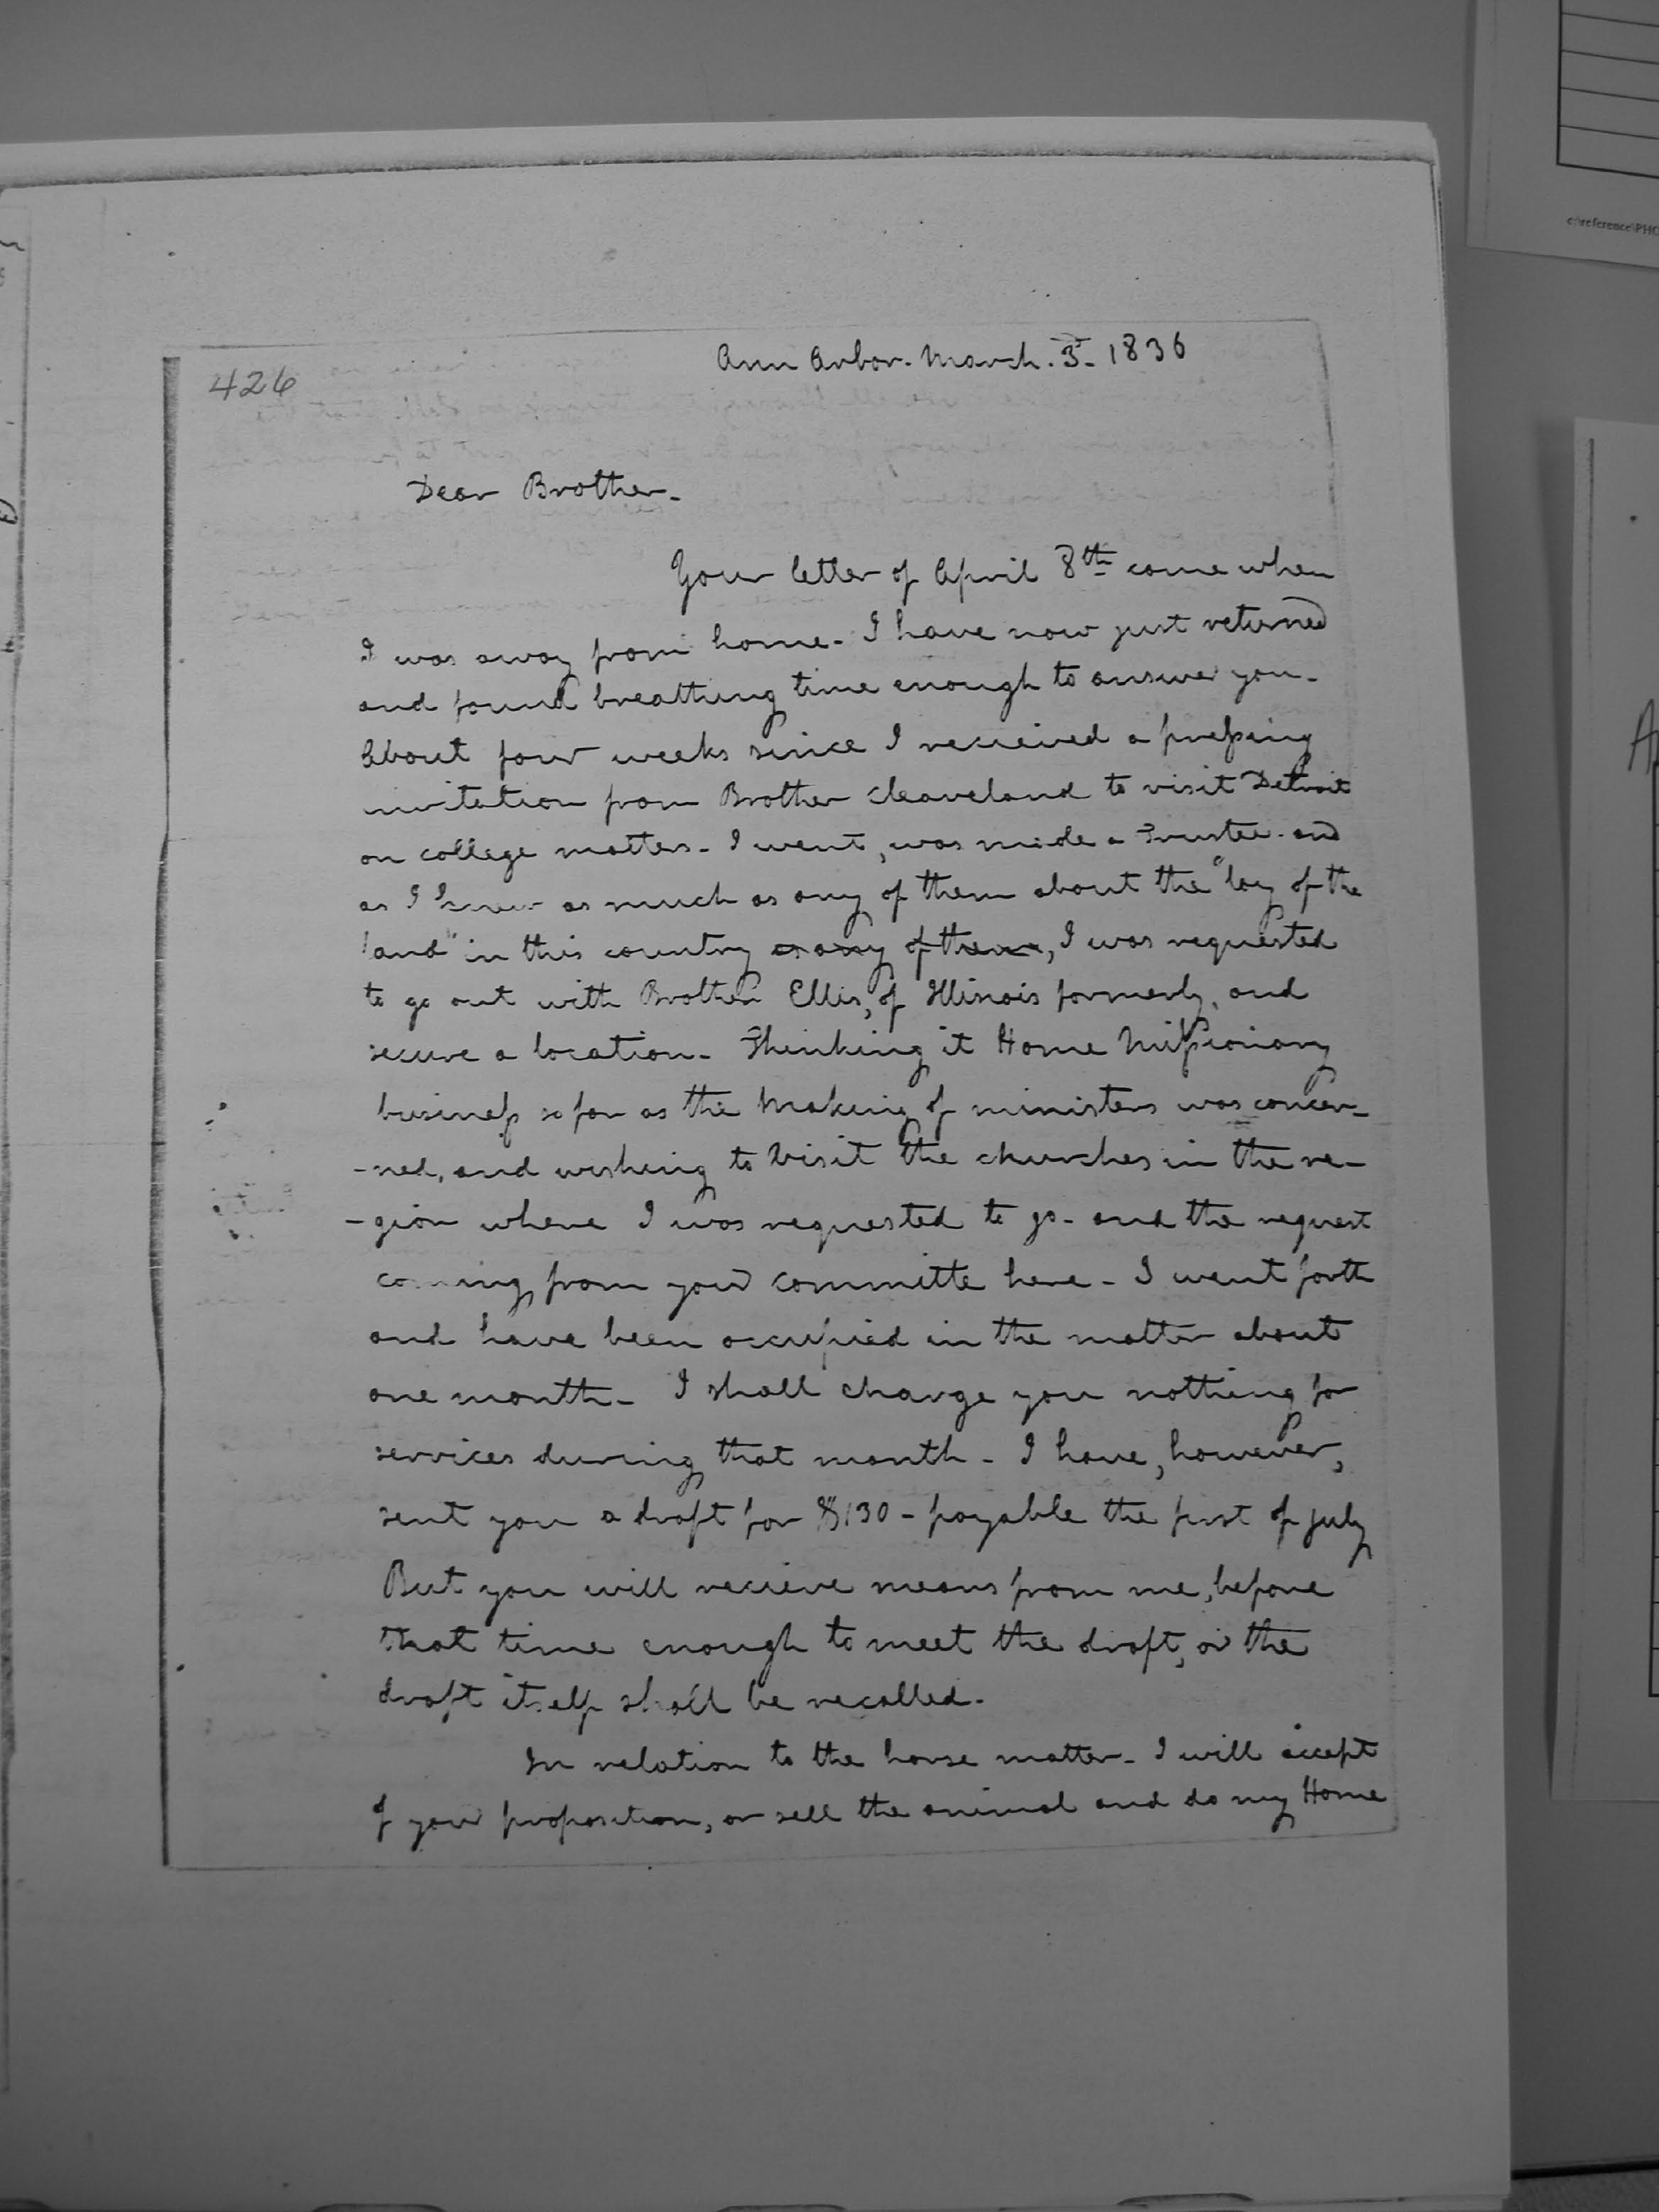 c:\reference\PHO
426
Ann Arbor. March. 3- 1836
Dear Brother-
Your letter of April 8th came when
I was away from home- I have now just returned
and found breathing time enough to answer you-
About four weeks since I recieved a pressing
invitation from Brother Cleaveland to visit Detroit
on college matters- I went, was made a Trustee- and
as I knew as much as any of them about the "lay of the
land" in this country as any of them, I was requested
to go out with Brother Ellis, of Illinois formerly, and
secure a location- Thinking it Home Missionary
business so far as the making of ministers was concer-
-ned, and wishing to visit the churches in the re-
-gion where I was requested to go- and the request
coming from your committe here- I went forth
and have been occupied in the matter about
one month- I shall charge you nothing for
services during that month- I have, however,
sent you a draft for $130- payable the first of july
But you will recieve means from me, before
that time enough to meet the draft, or the
draft itself shall be recalled-
In relation to the horse matter- I will accept
of your proposition, or sell the animal and do my Home